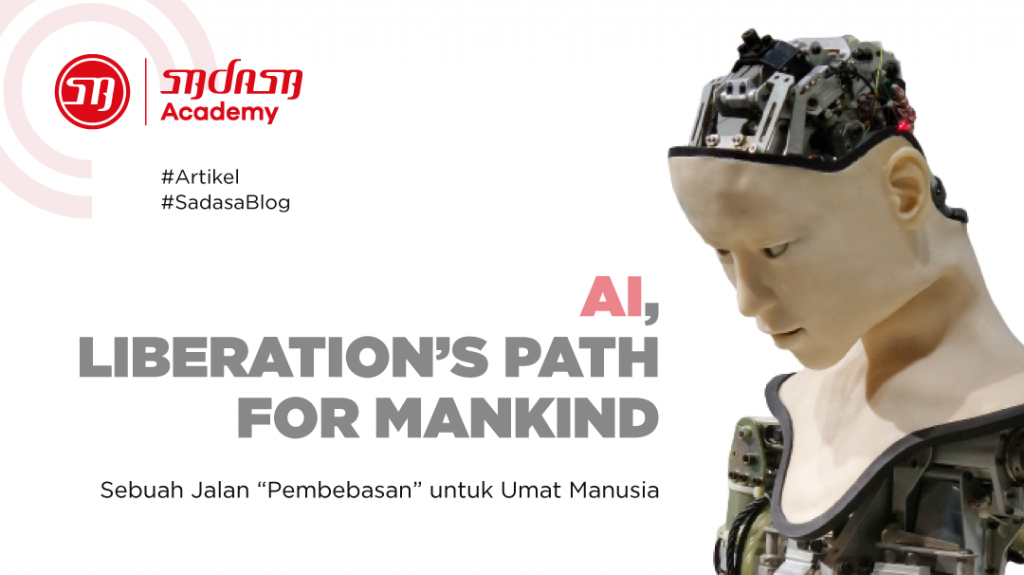 SADASA
Academy
#Artikel
#SadasaBlog
AI,
LIBERATION’S PATH
FOR MANKIND
Sebuah Jalan “Pembebasan” untuk Umat Manusia